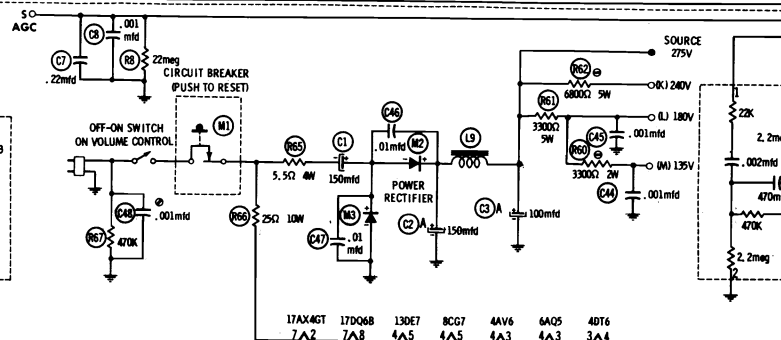 S
AGC
C7
.22mfd
C8
.001
mfd
R8
22meg
CIRCUIT BREAKER
(PUSH TO RESET)
M1
OFF-ON SWITCH
ON VOLUME CONTROL
C48
.001mfd
R67
470K
R65
5.5Ω 4W
R66
25Ω 10W
C1
150mfd
C46
.01mfd
M2
POWER
RECTIFIER
M3
C47
.01
mfd
C2 A
150mfd
L9
C3 A
100mfd
SOURCE
275V
R62
6800Ω 5W
(K) 240V
R61
3300Ω
5W
(L) 180V
C45
.001mfd
R60
3300Ω 2W
(M) 135V
C44
.001mfd
1
22K
2.2m
.002mfd
470m
470K
2.2meg
2
17AX4GT 17DQ6B 13DE7 8CG7 4AV6 6AQ5 4DT6
7 2 7 8 4 5 4 5 4 3 4 3 3 4